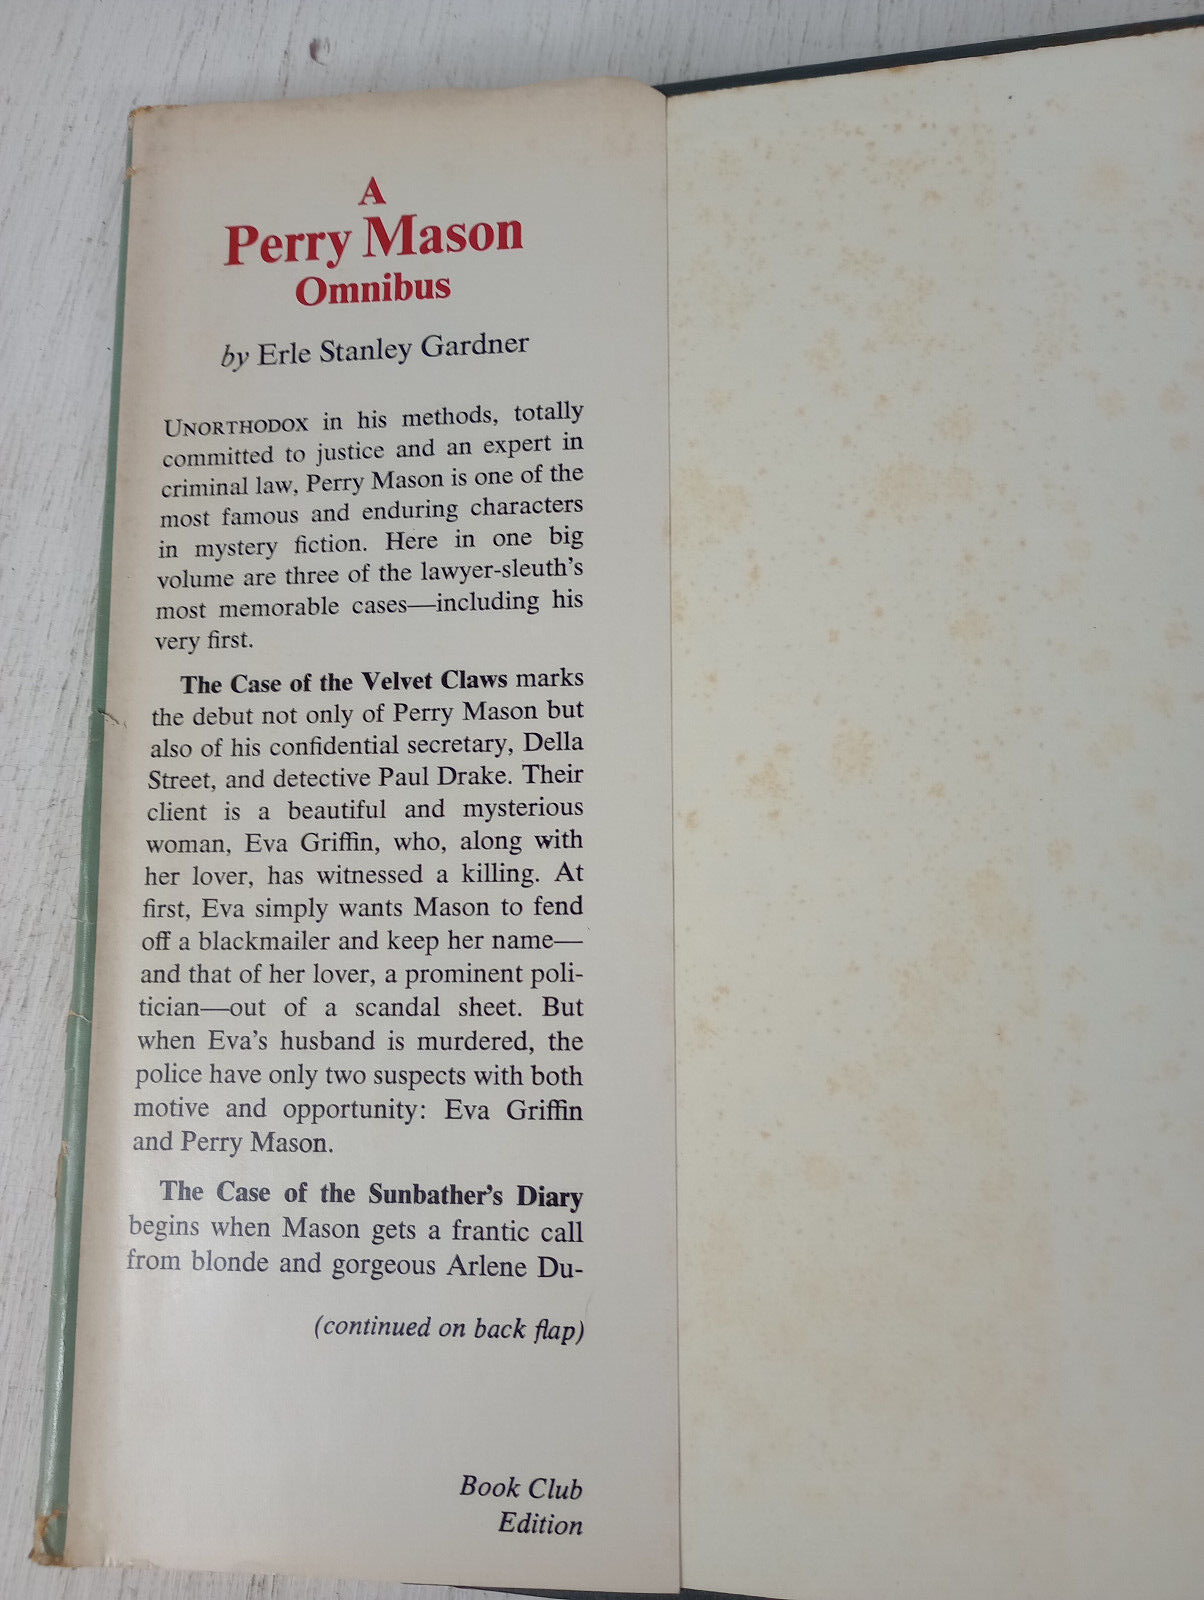 A
Perry Mason
Omnibus
by Erle Stanley Gardner
UNORTHODOX in his methods, totally
committed to justice and an expert in
criminal law, Perry Mason is one of the
most famous and enduring characters
in mystery fiction. Here in one big
volume are three of the lawyer-sleuth's
most memorable cases—including his
very first.
The Case of the Velvet Claws marks
the debut not only of Perry Mason but
also of his confidential secretary, Della
Street, and detective Paul Drake. Their
client is a beautiful and mysterious
woman, Eva Griffin, who, along with
her lover, has witnessed a killing. At
first, Eva simply wants Mason to fend
off a blackmailer and keep her name—
and that of her lover, a prominent poli-
tician—out of a scandal sheet. But
when Eva's husband is murdered, the
police have only two suspects with both
motive and opportunity: Eva Griffin
and Perry Mason.
The Case of the Sunbather's Diary
begins when Mason gets a frantic call
from blonde and gorgeous Arlene Du-
(continued on back flap)
Book Club
Edition